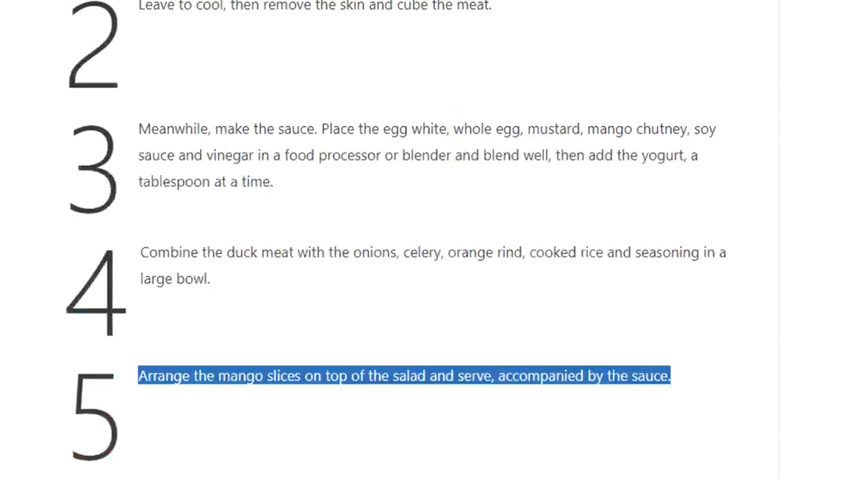 2
Leave to cool, then remove the skin and cube the meat.
3
Meanwhile, make the sauce. Place the egg white, whole egg, mustard, mango chutney, soy
sauce and vinegar in a food processor or blender and blend well, then add the yogurt, a
tablespoon at a time.
4
Combine the duck meat with the onions, celery, orange rind, cooked rice and seasoning in a
large bowl.
5
Arrange the mango slices on top of the salad and serve, accompanied by the sauce.